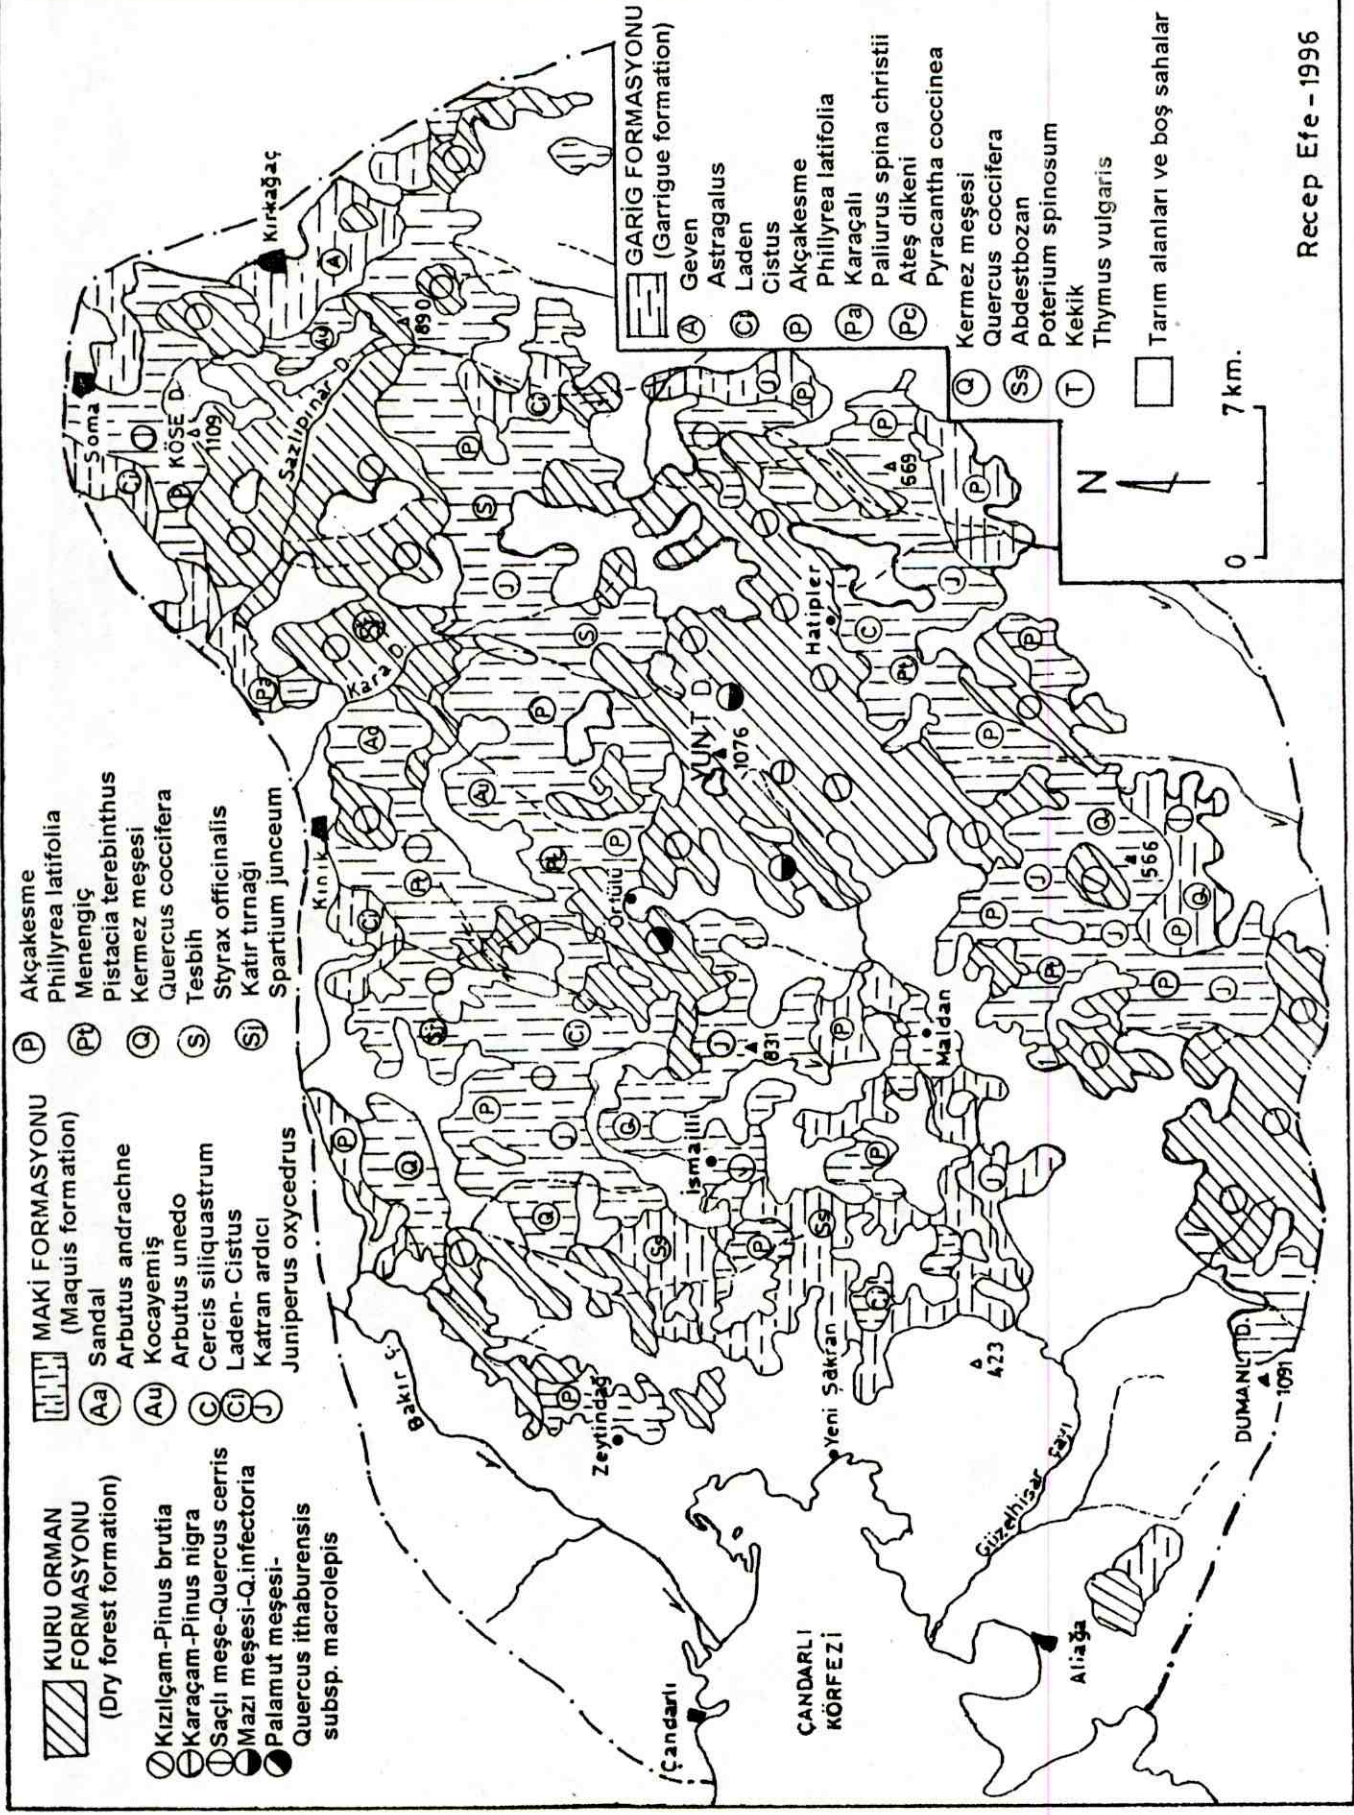 KURU ORMAN
FORMASYONU
(Dry forest formation)
Kızılçam-Pinus brutia
Karaçam-Pinus nigra
Saçlı meşe-Quercus cerris
Mazı meşesi-Q.infectoria
Palamut meşesi-
Quercus ithaburensis
subsp. macrolepis
MAKİ FORMASYONU
(Maquis formation)
Aa Sandal
Arbutus andrachne
Au Kocayemiş
Arbutus unedo
C Cercis siliquastrum
Ci Laden- Cistus
J Katran ardıcı
Juniperus oxycedrus
P Akçakesme
Phillyrea latifolia
Pt Menengiç
Pistacia terebinthus
Q Kermez meşesi
Quercus coccifera
S Tesbih
Styrax officinalis
Sj Katır tırnağı
Spartium junceum
GARİG FORMASYONU
(Garrigue formation)
A Geven
Astragalus
Ci Laden
Cistus
P Akçakesme
Phillyrea latifolia
Pa Karaçalı
Paliurus spina christii
Pc Ateş dikeni
Pyracantha coccinea
Q Kermez meşesi
Quercus coccifera
Ss Abdestbozan
Poterium spinosum
T Kekik
Thymus vulgaris
Tarım alanları ve boş sahalar
N
0 7 km.
Recep Efe - 1996
Soma
Kırkağaç
KÖSE D.
1109
Sazlıpınar D.
890
Kara D.
Kınık
Bakır Ç.
Zeytindağ
Örtülü
YUNT D.
1076
Hatipler
669
831
İsmailli
Maldan
566
Yeni Şakran
423
Güzelhisar Çayı
DUMANLI D.
1091
Çandarlı
ÇANDARLI
KÖRFEZİ
Aliağa